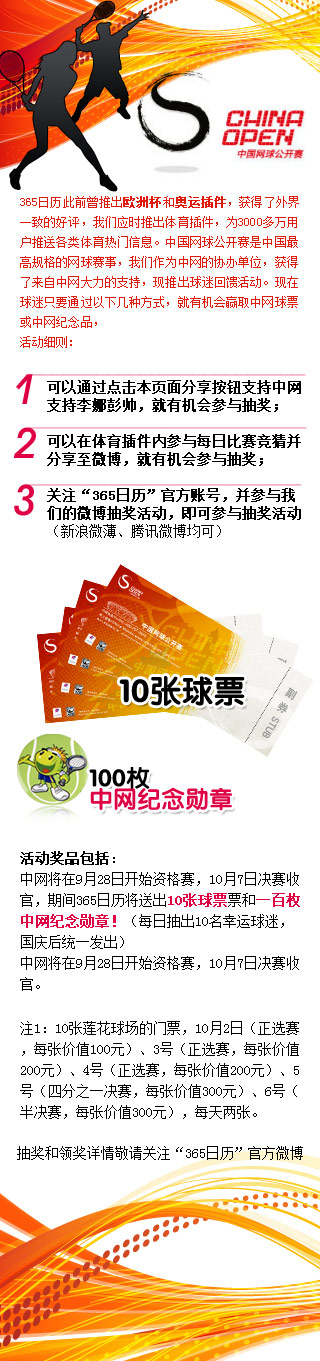 CHINA
OPEN
中国网球公开赛
365日历此前曾推出欧洲杯和奥运插件，获得了外界
一致的好评，我们应时推出体育插件，为3000多万用
户推送各类体育热门信息。中国网球公开赛是中国最
高规格的网球赛事，我们作为中网的协办单位，获得
了来自中网大力的支持，现推出球迷回馈活动。现在
球迷只要通过以下几种方式，就有机会赢取中网球票
或中网纪念品，
活动细则：
1 可以通过点击本页面分享按钮支持中网
支持李娜彭帅，就有机会参与抽奖；
2 可以在体育插件内参与每日比赛竞猜并
分享至微博，就有机会参与抽奖；
3 关注“365日历”官方账号，并参与我
们的微博抽奖活动，即可参与抽奖活动
（新浪微薄、腾讯微博均可）
中国网球公开赛
STUB
10张球票
100枚
中网纪念勋章
活动奖品包括：
中网将在9月28日开始资格赛，10月7日决赛收
官，期间365日历将送出10张球票票和一百枚
中网纪念勋章！（每日抽出10名幸运球迷，
国庆后统一发出）
中网将在9月28日开始资格赛，10月7日决赛收
官。
注1：10张莲花球场的门票，10月2日（正选赛
，每张价值100元）、3号（正选赛，每张价值
200元）、4号（正选赛，每张价值200元）、5
号（四分之一决赛，每张价值300元）、6号（
半决赛，每张价值300元），每天两张。
抽奖和领奖详情敬请关注“365日历”官方微博